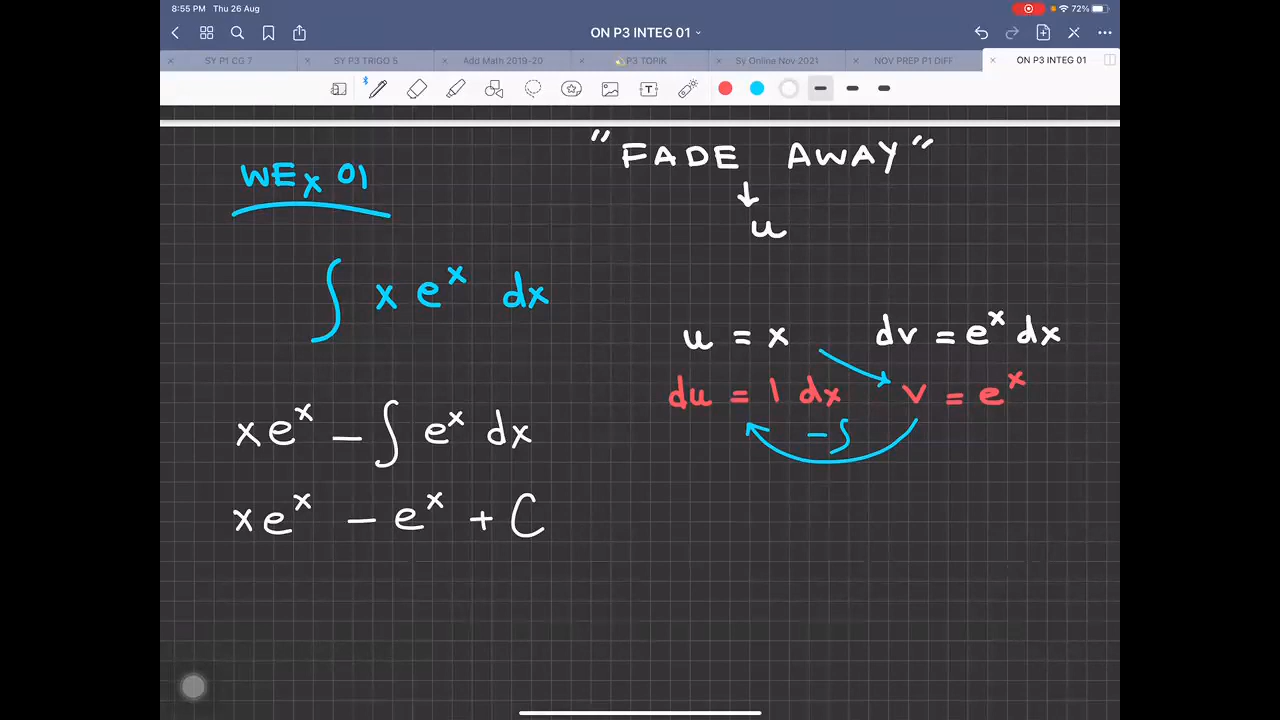 8:55 PM Thu 26 Aug
72%
ON P3 INTEG 01
SY P1 CG 7
SY P3 TRIGO 5
Add Math 2019-20
P3 TOPIK
Sy Online Nov 2021
NOV PREP P1 DIFF
ON P3 INTEG 01
"FADE AWAY"
↓
u
WEx 01
∫ x eˣ dx
u = x dv = eˣ dx
du = 1 dx v = eˣ
−∫
xeˣ − ∫ eˣ dx
xeˣ − eˣ + C